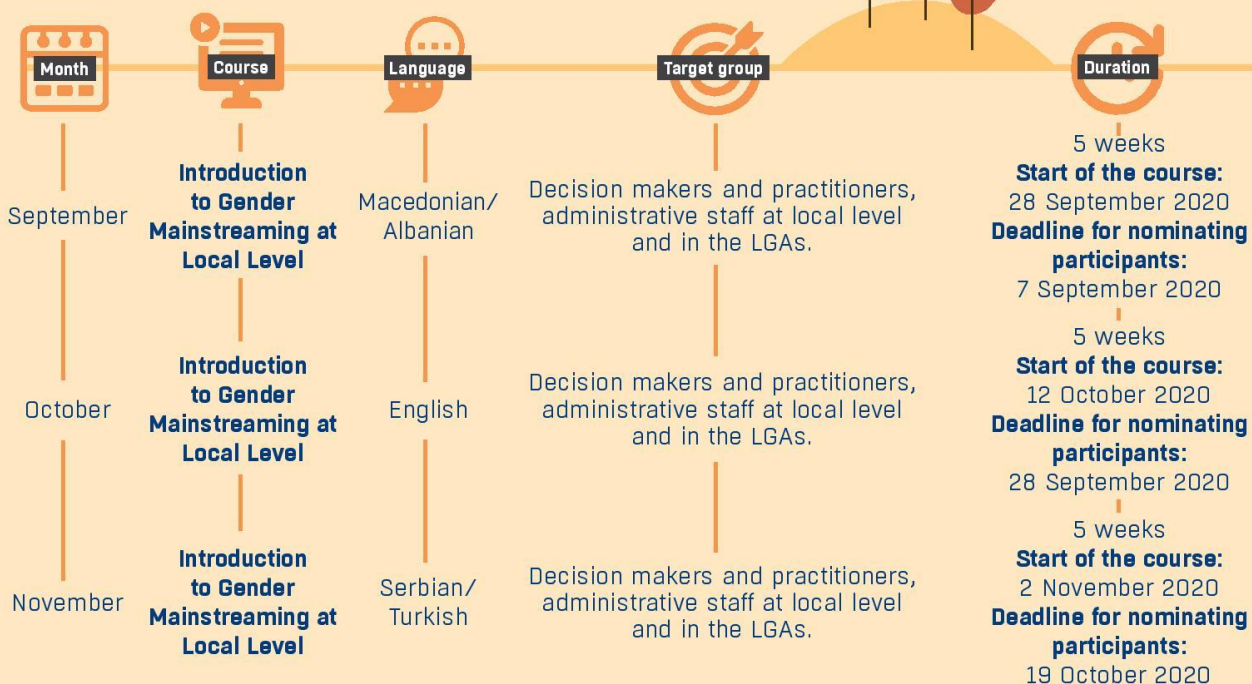 Month
Course
Language
Target group
Duration
September
Introduction
to Gender
Mainstreaming at
Local Level
Macedonian/
Albanian
Decision makers and practitioners,
administrative staff at local level
and in the LGAs.
5 weeks
Start of the course:
28 September 2020
Deadline for nominating
participants:
7 September 2020
October
Introduction
to Gender
Mainstreaming at
Local Level
English
Decision makers and practitioners,
administrative staff at local level
and in the LGAs.
5 weeks
Start of the course:
12 October 2020
Deadline for nominating
participants:
28 September 2020
November
Introduction
to Gender
Mainstreaming at
Local Level
Serbian/
Turkish
Decision makers and practitioners,
administrative staff at local level
and in the LGAs.
5 weeks
Start of the course:
2 November 2020
Deadline for nominating
participants:
19 October 2020